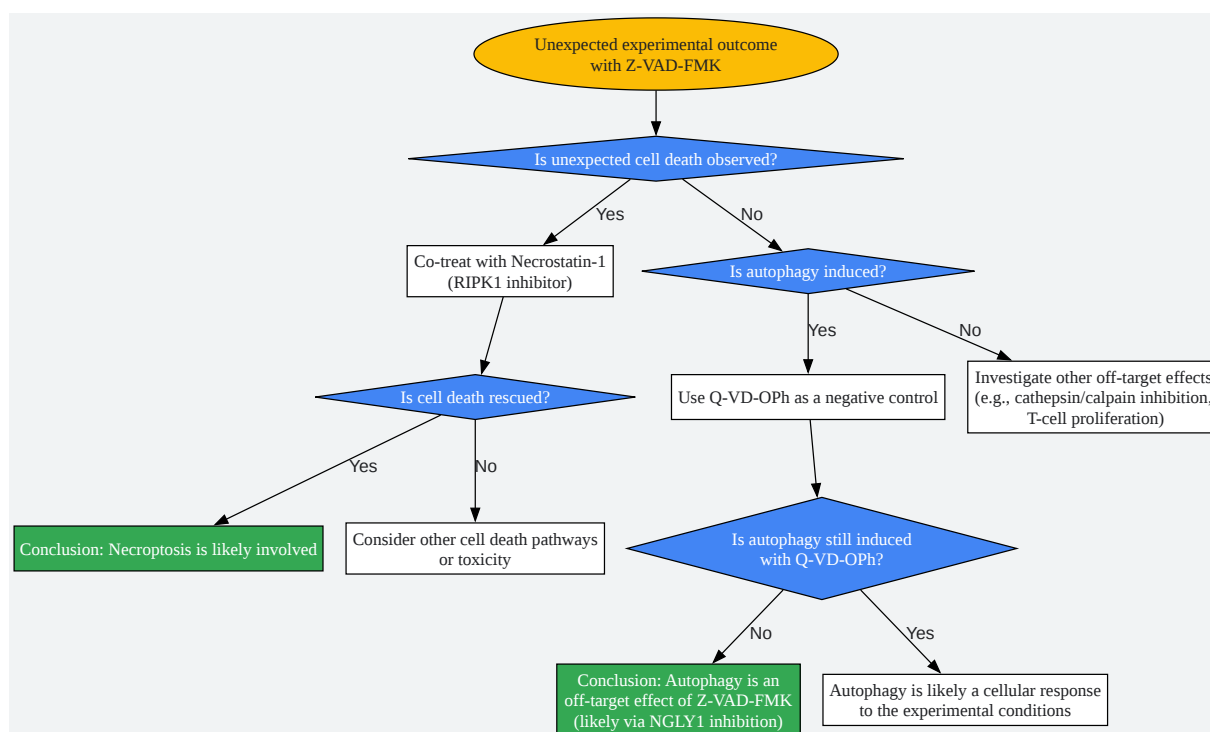 Unexpected experimental outcome
with Z-VAD-FMK
Is unexpected cell death observed?
Yes
No
Co-treat with Necrostatin-1
(RIPK1 inhibitor)
Is autophagy induced?
Yes
No
Is cell death rescued?
Use Q-VD-OPh as a negative control
Investigate other off-target effects
(e.g., cathepsin/calpain inhibition,
T-cell proliferation)
Yes
No
Conclusion: Necroptosis is likely involved
Consider other cell death pathways
or toxicity
Is autophagy still induced
with Q-VD-OPh?
No
Yes
Conclusion: Autophagy is an
off-target effect of Z-VAD-FMK
(likely via NGLY1 inhibition)
Autophagy is likely a cellular response
to the experimental conditions